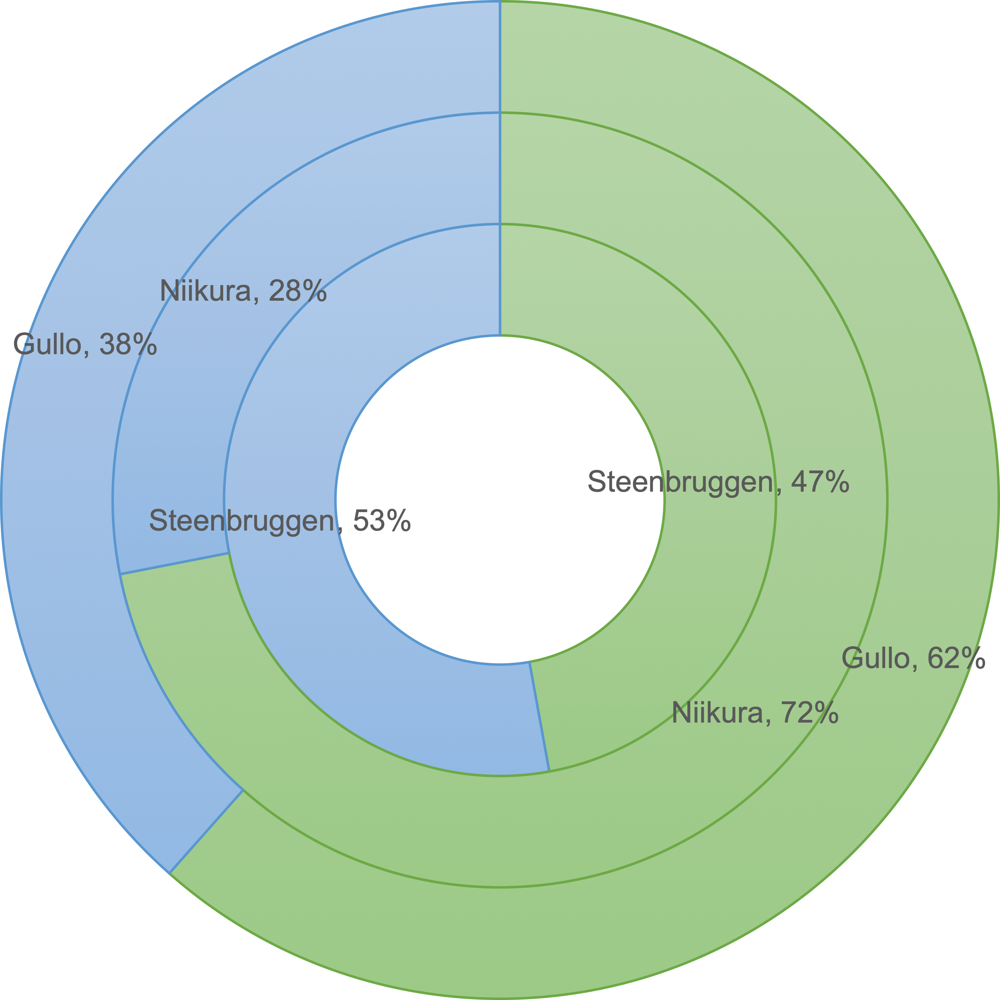 Niikura, 28%
Gullo, 38%
Steenbruggen, 47%
Steenbruggen, 53%
Gullo, 62%
Niikura, 72%